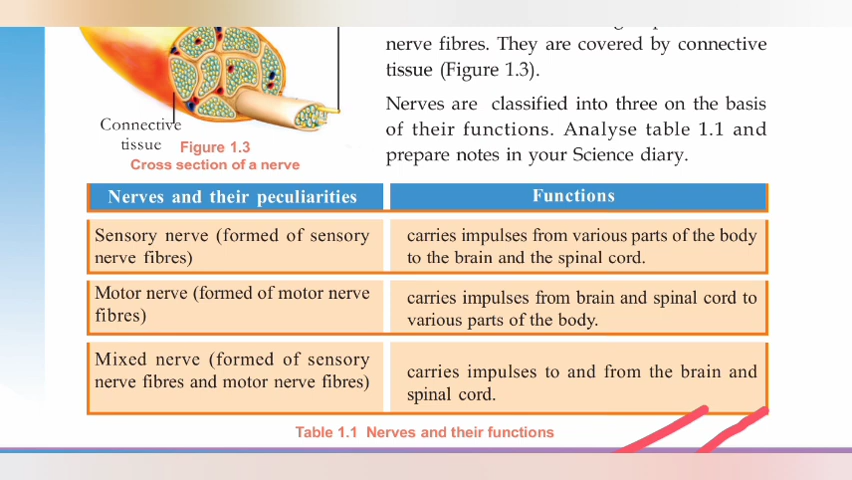 nerve fibres. They are covered by connective
tissue (Figure 1.3).
Nerves are classified into three on the basis
of their functions. Analyse table 1.1 and
prepare notes in your Science diary.
Connective
tissue
Figure 1.3
Cross section of a nerve
Nerves and their peculiarities
Functions
Sensory nerve (formed of sensory
nerve fibres)
carries impulses from various parts of the body
to the brain and the spinal cord.
Motor nerve (formed of motor nerve
fibres)
carries impulses from brain and spinal cord to
various parts of the body.
Mixed nerve (formed of sensory
nerve fibres and motor nerve fibres)
carries impulses to and from the brain and
spinal cord.
Table 1.1 Nerves and their functions